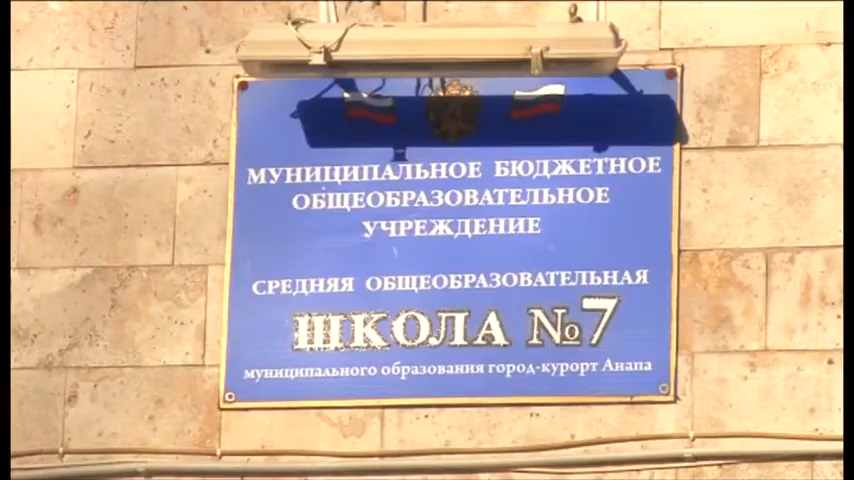 МУНИЦИПАЛЬНОЕ БЮДЖЕТНОЕ
ОБЩЕОБРАЗОВАТЕЛЬНОЕ
УЧРЕЖДЕНИЕ
СРЕДНЯЯ ОБЩЕОБРАЗОВАТЕЛЬНАЯ
ШКОЛА №7
муниципального образования город-курорт Анапа